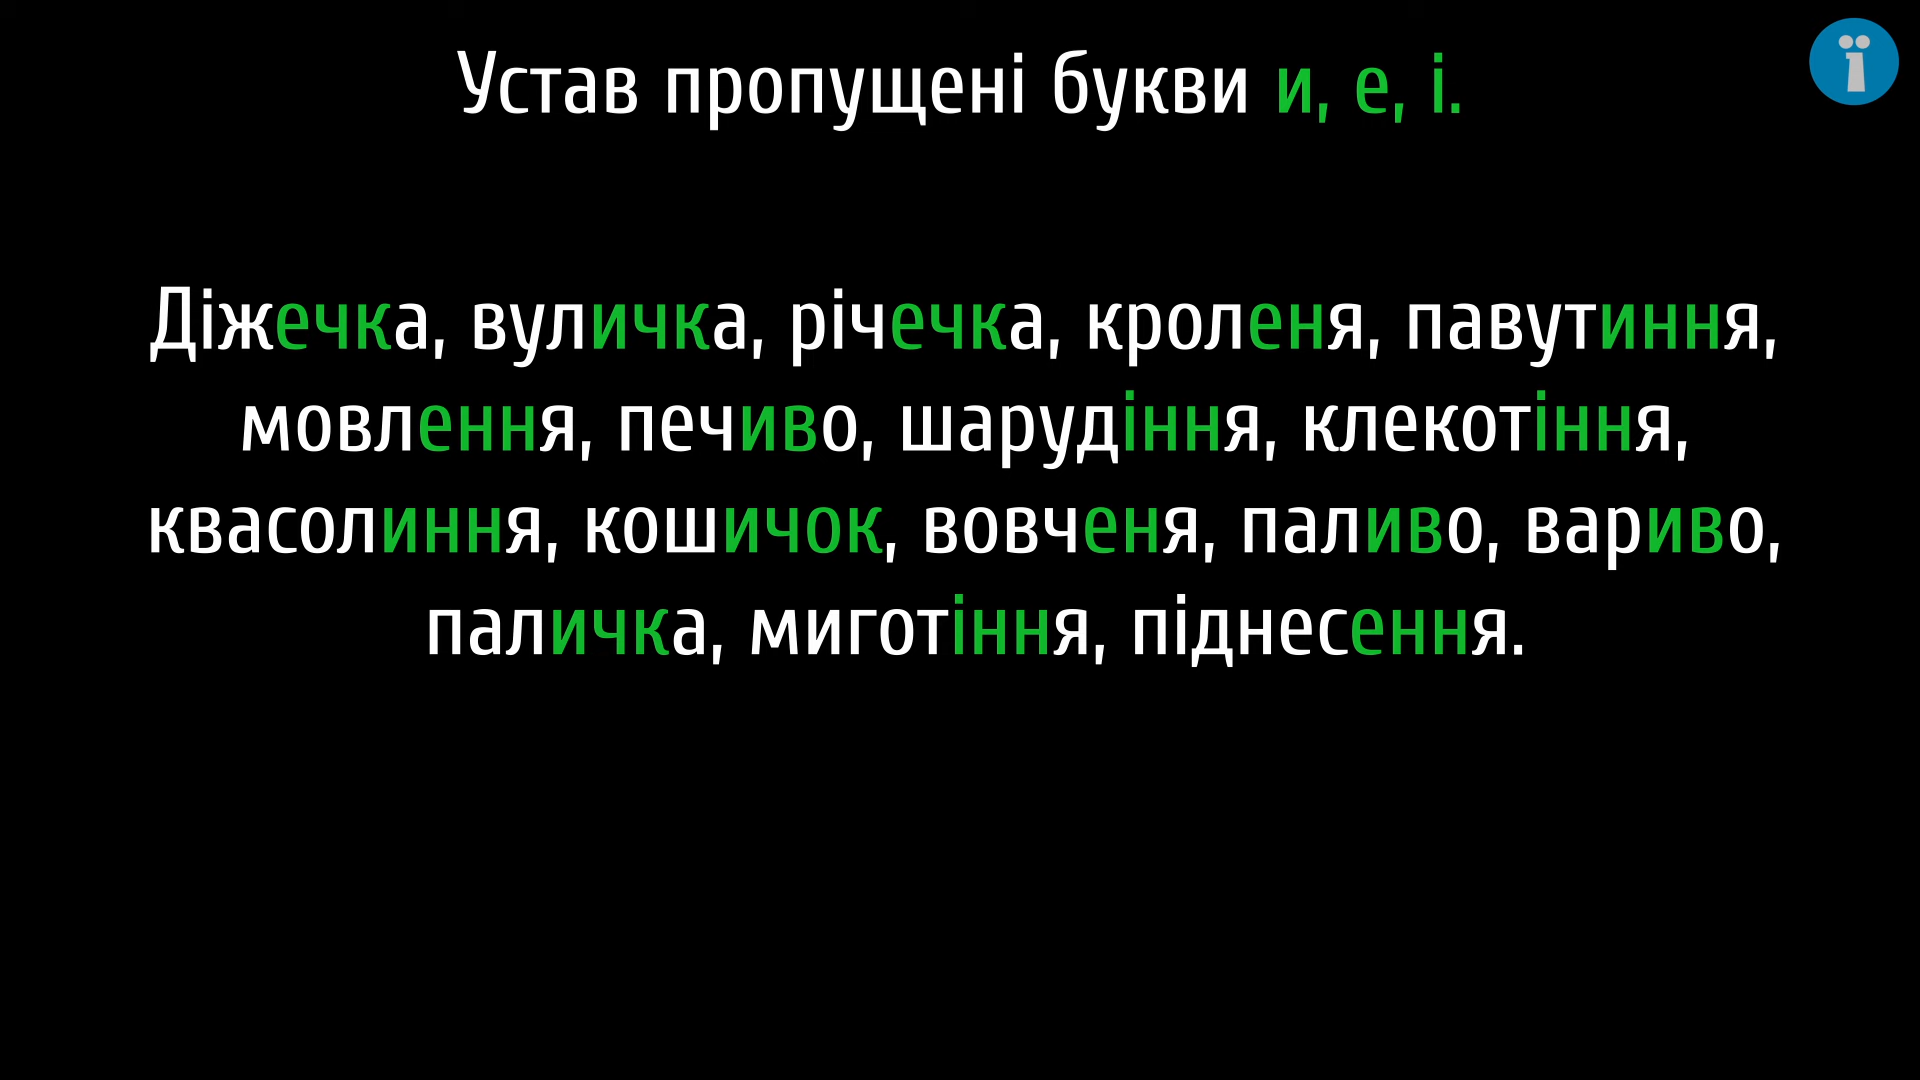 Устав пропущені букви и, е, і.
ї
Діжечка, вуличка, річечка, кроленя, павутиння,
мовлення, печиво, шарудіння, клекотіння,
квасолиння, кошичок, вовченя, паливо, вариво,
паличка, миготіння, піднесення.